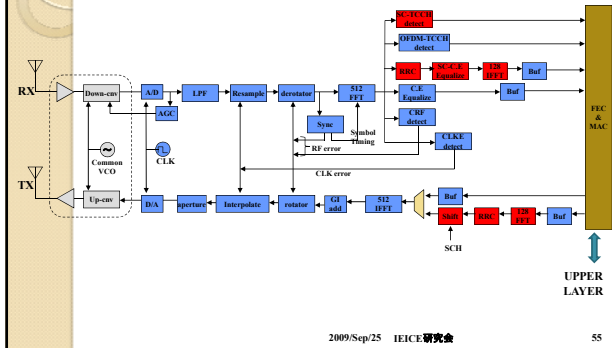 SC-TCCH
detect
OFDM-TCCH
detect
RRC
SC-C.E
Equalize
128
IFFT
Buf
RX
Down-cnv
A/D
LPF
Resample
derotator
512
FFT
C.E
Equalize
Buf
AGC
CRF
detect
Sync
Symbol
Timing
RF error
CLKE
detect
CLK error
Common
VCO
CLK
FEC
&
MAC
TX
Up-cnv
D/A
aperture
Interpolate
rotator
GI
add
512
IFFT
Buf
Shift
RRC
128
FFT
Buf
SCH
UPPER
LAYER
2009/Sep/25 IEICE研究会 55